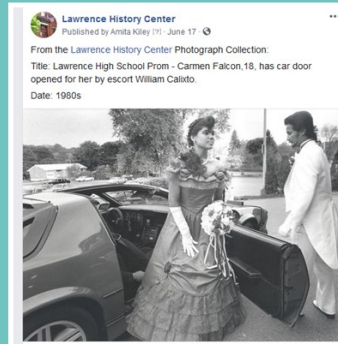 Lawrence History Center
Published by Amita Kiley [?] · June 17 ·
From the Lawrence History Center Photograph Collection:
Title: Lawrence High School Prom - Carmen Falcon,18, has car door
opened for her by escort William Calixto.
Date: 1980s